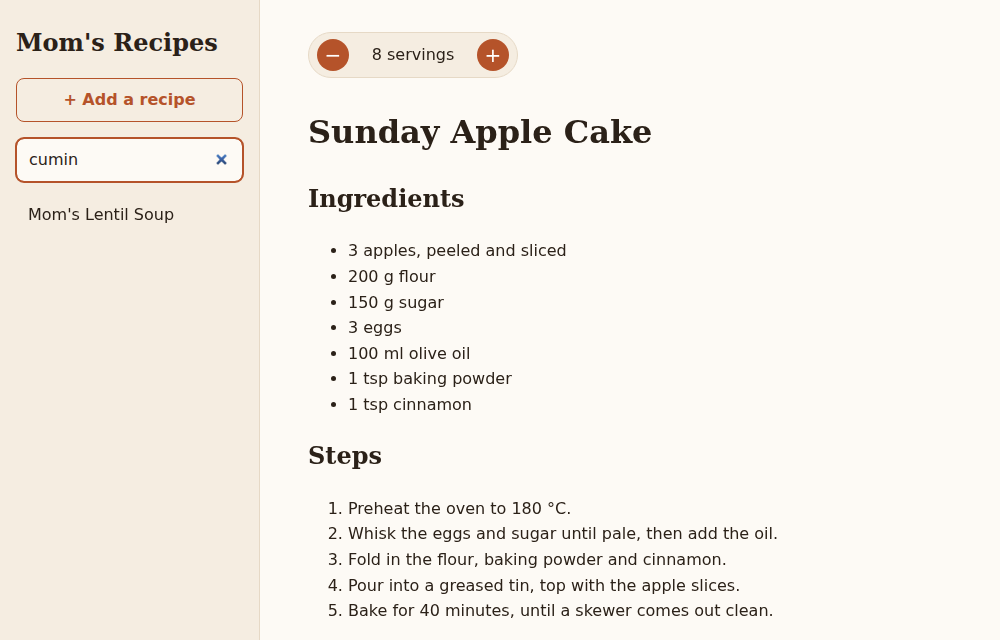 Mom's Recipes
+ Add a recipe
cumin
Mom's Lentil Soup
− 8 servings +
Sunday Apple Cake
Ingredients
• 3 apples, peeled and sliced
• 200 g flour
• 150 g sugar
• 3 eggs
• 100 ml olive oil
• 1 tsp baking powder
• 1 tsp cinnamon
Steps
1. Preheat the oven to 180 °C.
2. Whisk the eggs and sugar until pale, then add the oil.
3. Fold in the flour, baking powder and cinnamon.
4. Pour into a greased tin, top with the apple slices.
5. Bake for 40 minutes, until a skewer comes out clean.